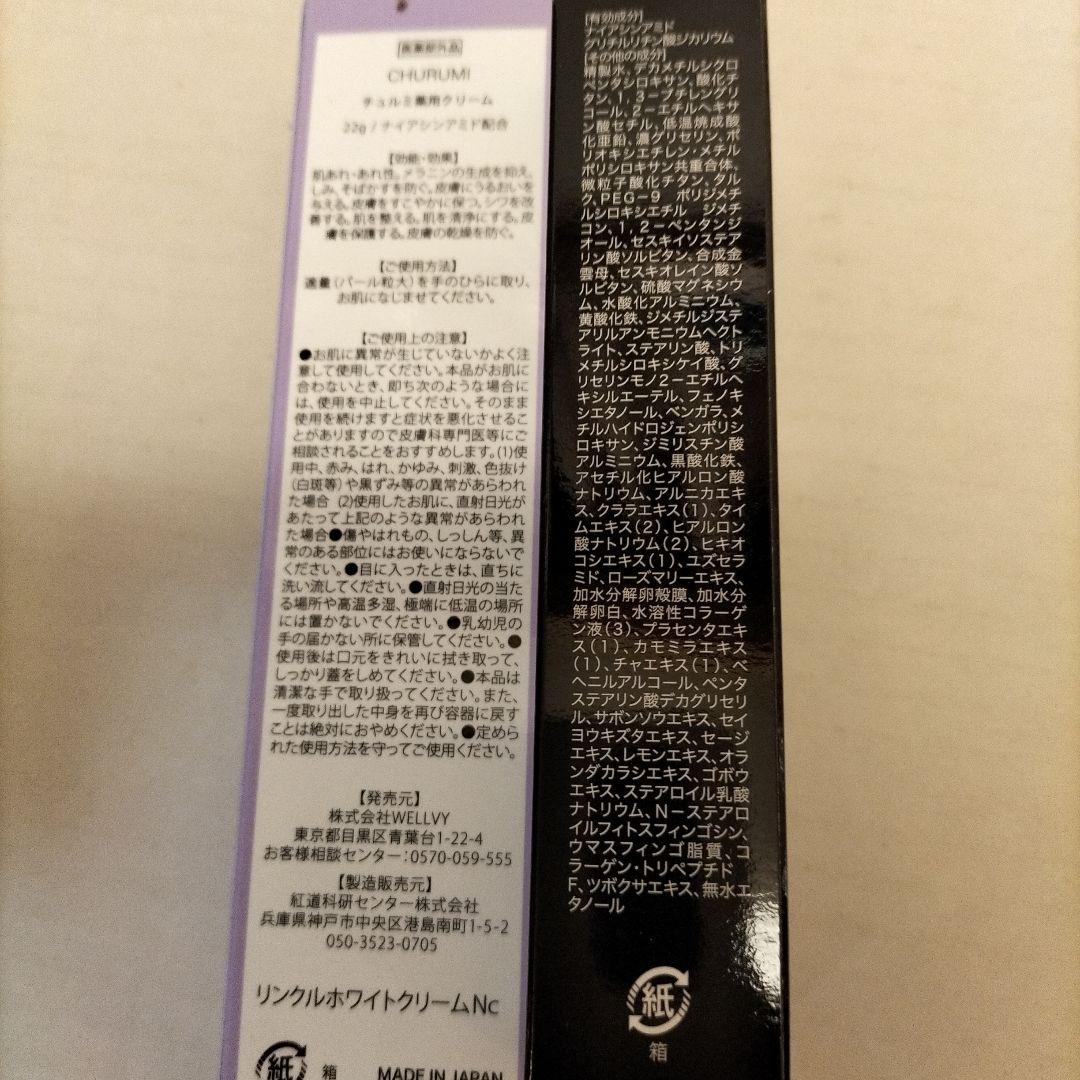 医薬部外品
CHURUMI
チュルミ薬用クリーム
22g / ナイアシンアミド配合
【効能・効果】
肌あれ・あれ性。メラニンの生成を抑え、
しみ、そばかすを防ぐ。皮膚にうるおいを
与える。皮膚をすこやかに保つ。シワを改
善する。肌を整える。肌を清浄にする。皮
膚を保護する。皮膚の乾燥を防ぐ。
【ご使用方法】
適量（パール粒大）を手のひらに取り、
お肌になじませてください。
【ご使用上の注意】
●お肌に異常が生じていないかよく注
意して使用してください。本品がお肌に
合わないとき、即ち次のような場合に
は、使用を中止してください。そのまま
使用を続けますと症状を悪化させるこ
とがありますので皮膚科専門医等にご
相談されることをおすすめします。(1)使
用中、赤み、はれ、かゆみ、刺激、色抜け
（白斑等）や黒ずみ等の異常があらわれ
た場合 (2)使用したお肌に、直射日光が
あたって上記のような異常があらわれ
た場合●傷やはれもの、しっしん等、異
常のある部位にはお使いにならないで
ください。●目に入ったときは、直ちに
洗い流してください。●直射日光の当た
る場所や高温多湿、極端に低温の場所
には置かないでください。●乳幼児の
手の届かない所に保管してください。●
使用後は口元をきれいに拭き取って、
しっかり蓋をしめてください。●本品は
清潔な手で取り扱ってください。また、
一度取り出した中身を再び容器に戻す
ことは絶対におやめください。●定めら
れた使用方法を守ってご使用ください。
【発売元】
株式会社WELLVY
東京都目黒区青葉台1-22-4
お客様相談センター：0570-059-555
【製造販売元】
紅道科研センター株式会社
兵庫県神戸市中央区港島南町1-5-2
050-3523-0705
リンクルホワイトクリームNc
紙
箱
MADE IN JAPAN
[有効成分]
ナイアシンアミド
グリチルリチン酸ジカリウム
[その他の成分]
精製水、デカメチルシクロ
ペンタシロキサン、酸化チ
タン、1，3－ブチレングリ
コール、2－エチルヘキサ
ン酸セチル、低温焼成酸
化亜鉛、濃グリセリン、ポ
リオキシエチレン・メチル
ポリシロキサン共重合体、
微粒子酸化チタン、タル
ク、PEG－9 ポリジメチ
ルシロキシエチル ジメチ
コン、1，2－ペンタンジ
オール、セスキイソステア
リン酸ソルビタン、合成金
雲母、セスキオレイン酸ソ
ルビタン、硫酸マグネシウ
ム、水酸化アルミニウム、
黄酸化鉄、ジメチルジステ
アリルアンモニウムヘクト
ライト、ステアリン酸、トリ
メチルシロキシケイ酸、グ
リセリンモノ2－エチルヘ
キシルエーテル、フェノキ
シエタノール、ベンガラ、メ
チルハイドロジェンポリシ
ロキサン、ジミリスチン酸
アルミニウム、黒酸化鉄、
アセチル化ヒアルロン酸
ナトリウム、アルニカエキ
ス、クララエキス（1）、タイ
ムエキス（2）、ヒアルロン
酸ナトリウム（2）、ヒキオ
コシエキス（1）、ユズセラ
ミド、ローズマリーエキス、
加水分解卵殻膜、加水分
解卵白、水溶性コラーゲ
ン液（3）、プラセンタエキ
ス（1）、カモミラエキス
（1）、チャエキス（1）、ベ
ヘニルアルコール、ペンタ
ステアリン酸デカグリセリ
ル、サボンソウエキス、セイ
ヨウキズタエキス、セージ
エキス、レモンエキス、オラ
ンダカラシエキス、ゴボウ
エキス、ステアロイル乳酸
ナトリウム、N－ステアロ
イルフィトスフィンゴシン、
ウマスフィンゴ脂質、コ
ラーゲン・トリペプチド
F、ツボクサエキス、無水エ
タノール
紙
箱